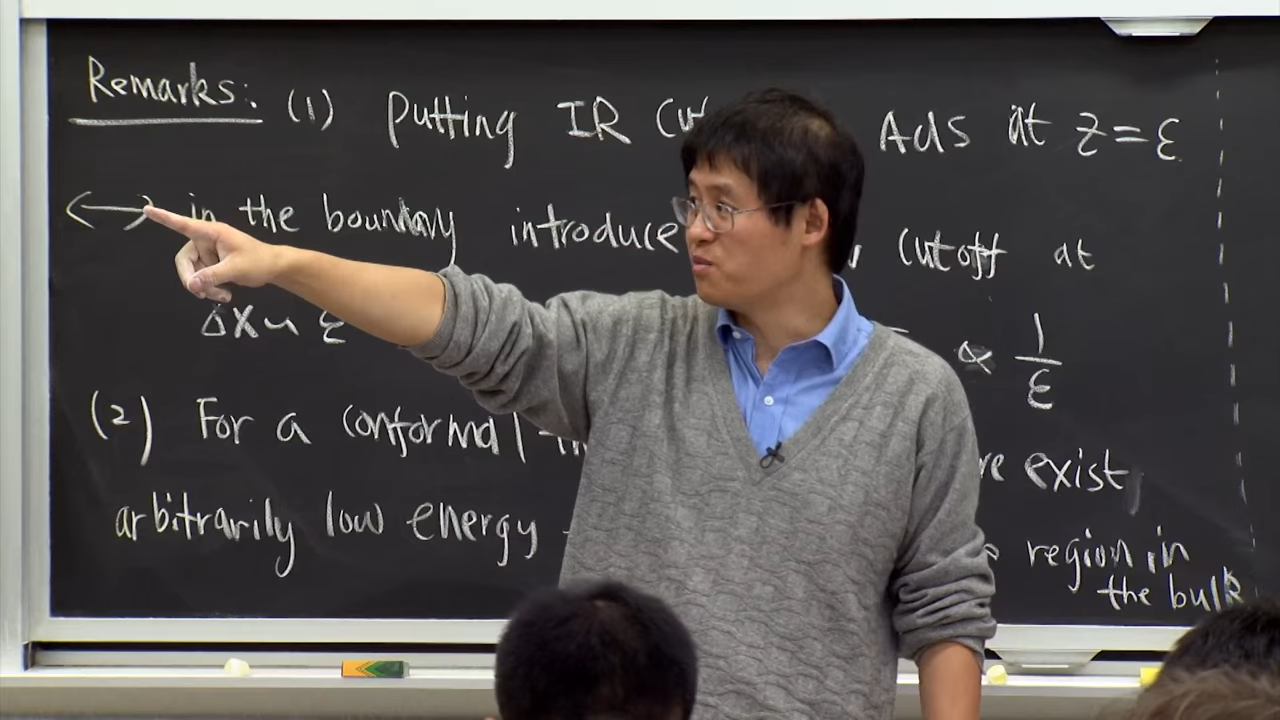 Remarks: (1) Putting IR AdS at z = ε
↔ in the boundary introduce cutoff at
Δx ~ ε ∝ 1/ε
(2) For a conformal exist
arbitrarily low energy region in
the bulk